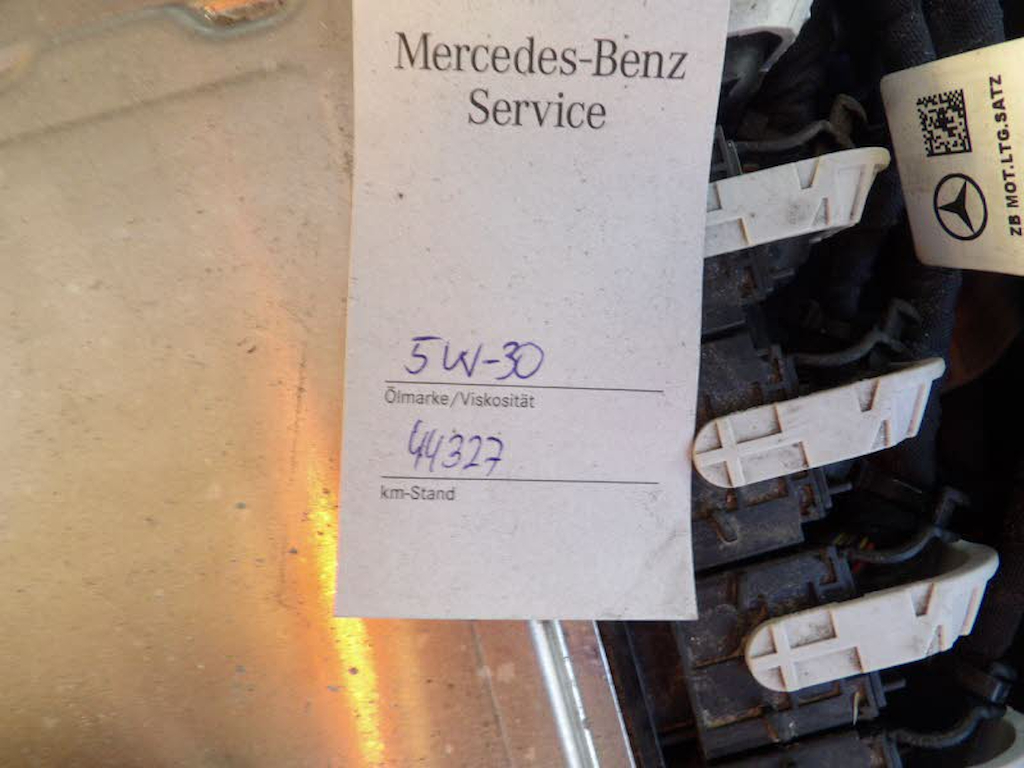 Mercedes-Benz
Service
5W-30
Ölmarke/Viskosität
44327
km-Stand
ZB MOT.LTG.SATZ